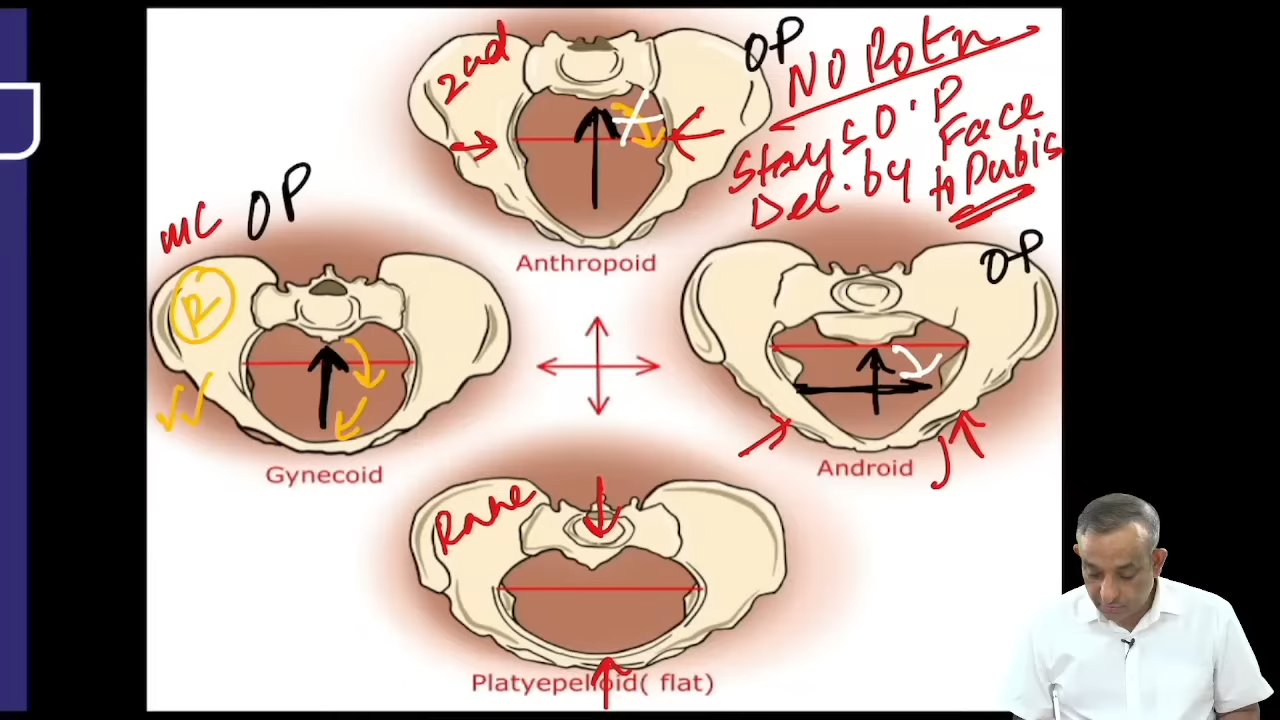 2nd
OP
NO Rotn
Stays O.P
Del. by Face
to Pubis
Anthropoid
MC OP
R
Gynecoid
OP
Android
Rare
Platyepelloid( flat)